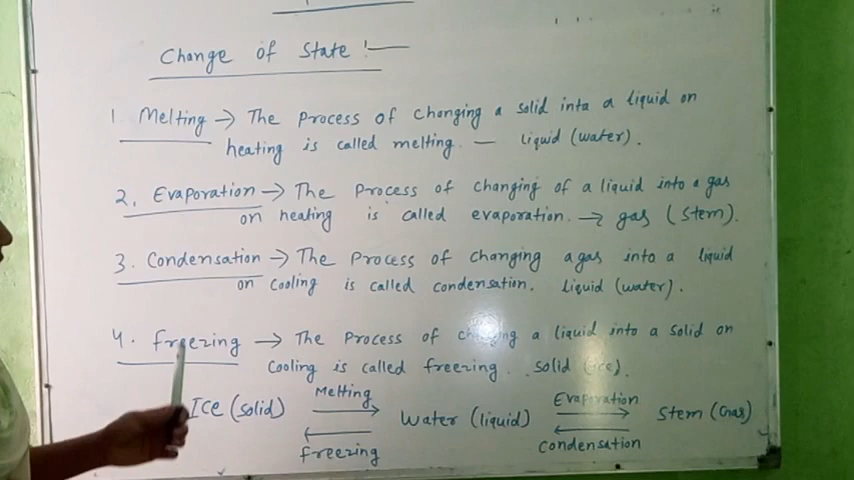 Change of State :—
1. Melting → The Process of changing a solid into a liquid on
heating is called melting. — liquid (water).
2. Evaporation → The Process of changing of a liquid into a gas
on heating is called evaporation. → gas (Stem).
3. Condensation → The Process of changing a gas into a liquid
on cooling is called condensation. liquid (water).
4. Freezing → The Process of changing a liquid into a solid on
Cooling is called freezing. Solid (ice).
Melting Evaporation
Ice (solid) Water (liquid) Stem (Gas)
Freezing Condensation